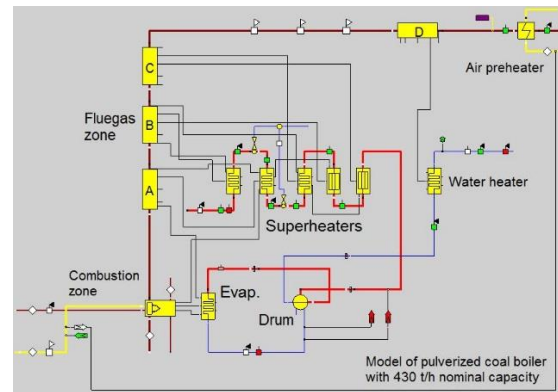 D
Air preheater
C
Fluegas
zone
B
A
Water heater
Superheaters
Combustion
zone
Evap.
Drum
Model of pulverized coal boiler
with 430 t/h nominal capacity